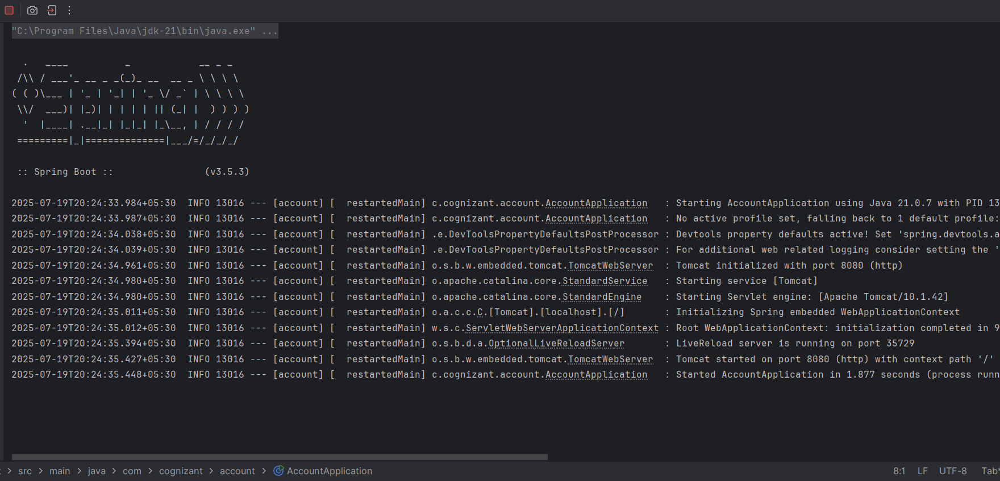 "C:\Program Files\Java\jdk-21\bin\java.exe" ...
  .   ____          _            __ _ _
 /\\ / ___'_ __ _ _(_)_ __  __ _ \ \ \ \
( ( )\___ | '_ | '_| | '_ \/ _` | \ \ \ \
 \\/  ___)| |_)| | | | | || (_| |  ) ) ) )
  '  |____| .__|_| |_|_| |_\__, | / / / /
 =========|_|==============|___/=/_/_/_/
 :: Spring Boot ::                (v3.5.3)
2025-07-19T20:24:33.984+05:30  INFO 13016 --- [account] [  restartedMain] c.cognizant.account.AccountApplication   : Starting AccountApplication using Java 21.0.7 with PID 13
2025-07-19T20:24:33.987+05:30  INFO 13016 --- [account] [  restartedMain] c.cognizant.account.AccountApplication   : No active profile set, falling back to 1 default profile:
2025-07-19T20:24:34.038+05:30  INFO 13016 --- [account] [  restartedMain] .e.DevToolsPropertyDefaultsPostProcessor : Devtools property defaults active! Set 'spring.devtools.a
2025-07-19T20:24:34.039+05:30  INFO 13016 --- [account] [  restartedMain] .e.DevToolsPropertyDefaultsPostProcessor : For additional web related logging consider setting the '
2025-07-19T20:24:34.961+05:30  INFO 13016 --- [account] [  restartedMain] o.s.b.w.embedded.tomcat.TomcatWebServer  : Tomcat initialized with port 8080 (http)
2025-07-19T20:24:34.980+05:30  INFO 13016 --- [account] [  restartedMain] o.apache.catalina.core.StandardService   : Starting service [Tomcat]
2025-07-19T20:24:34.980+05:30  INFO 13016 --- [account] [  restartedMain] o.apache.catalina.core.StandardEngine    : Starting Servlet engine: [Apache Tomcat/10.1.42]
2025-07-19T20:24:35.011+05:30  INFO 13016 --- [account] [  restartedMain] o.a.c.c.C.[Tomcat].[localhost].[/]       : Initializing Spring embedded WebApplicationContext
2025-07-19T20:24:35.012+05:30  INFO 13016 --- [account] [  restartedMain] w.s.c.ServletWebServerApplicationContext : Root WebApplicationContext: initialization completed in 9
2025-07-19T20:24:35.394+05:30  INFO 13016 --- [account] [  restartedMain] o.s.b.d.a.OptionalLiveReloadServer       : LiveReload server is running on port 35729
2025-07-19T20:24:35.427+05:30  INFO 13016 --- [account] [  restartedMain] o.s.b.w.embedded.tomcat.TomcatWebServer  : Tomcat started on port 8080 (http) with context path '/'
2025-07-19T20:24:35.448+05:30  INFO 13016 --- [account] [  restartedMain] c.cognizant.account.AccountApplication   : Started AccountApplication in 1.877 seconds (process runn
> src > main > java > com > cognizant > account > AccountApplication 8:1 LF UTF-8 Tab